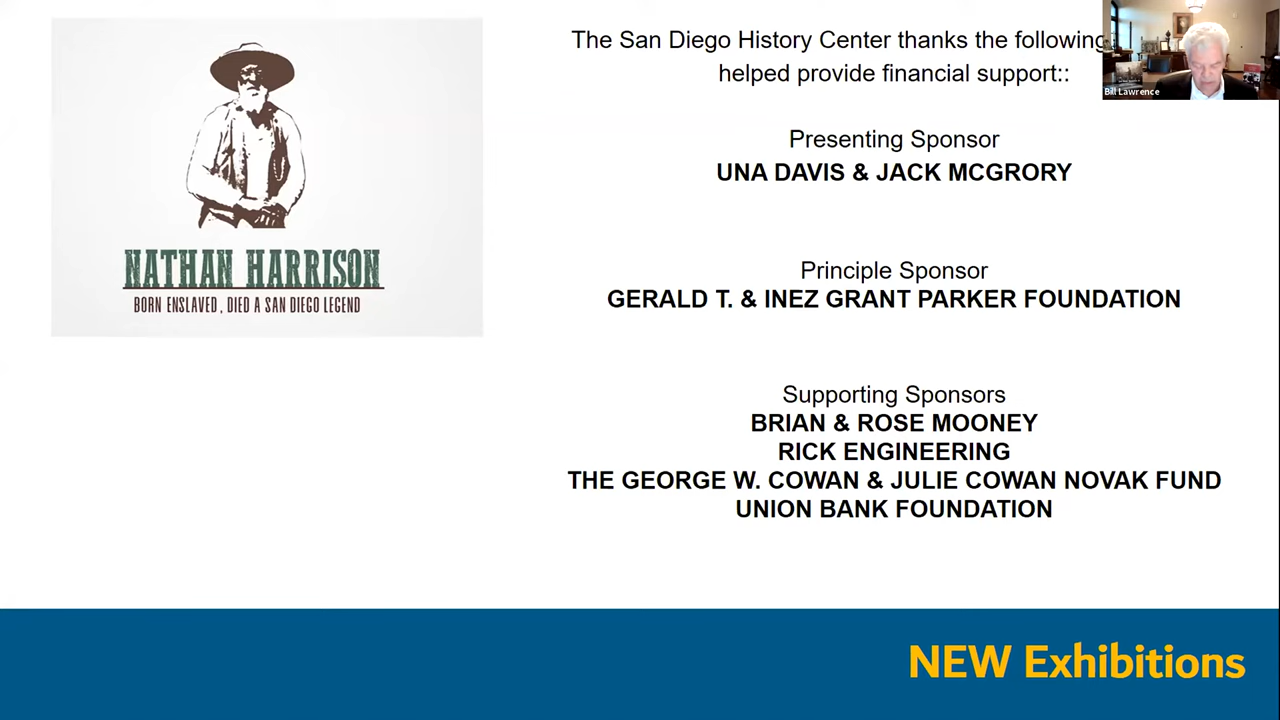 NATHAN HARRISON
BORN ENSLAVED, DIED A SAN DIEGO LEGEND
The San Diego History Center thanks the following
helped provide financial support::
Presenting Sponsor
UNA DAVIS & JACK MCGRORY
Principle Sponsor
GERALD T. & INEZ GRANT PARKER FOUNDATION
Supporting Sponsors
BRIAN & ROSE MOONEY
RICK ENGINEERING
THE GEORGE W. COWAN & JULIE COWAN NOVAK FUND
UNION BANK FOUNDATION
Bill Lawrence
NEW Exhibitions